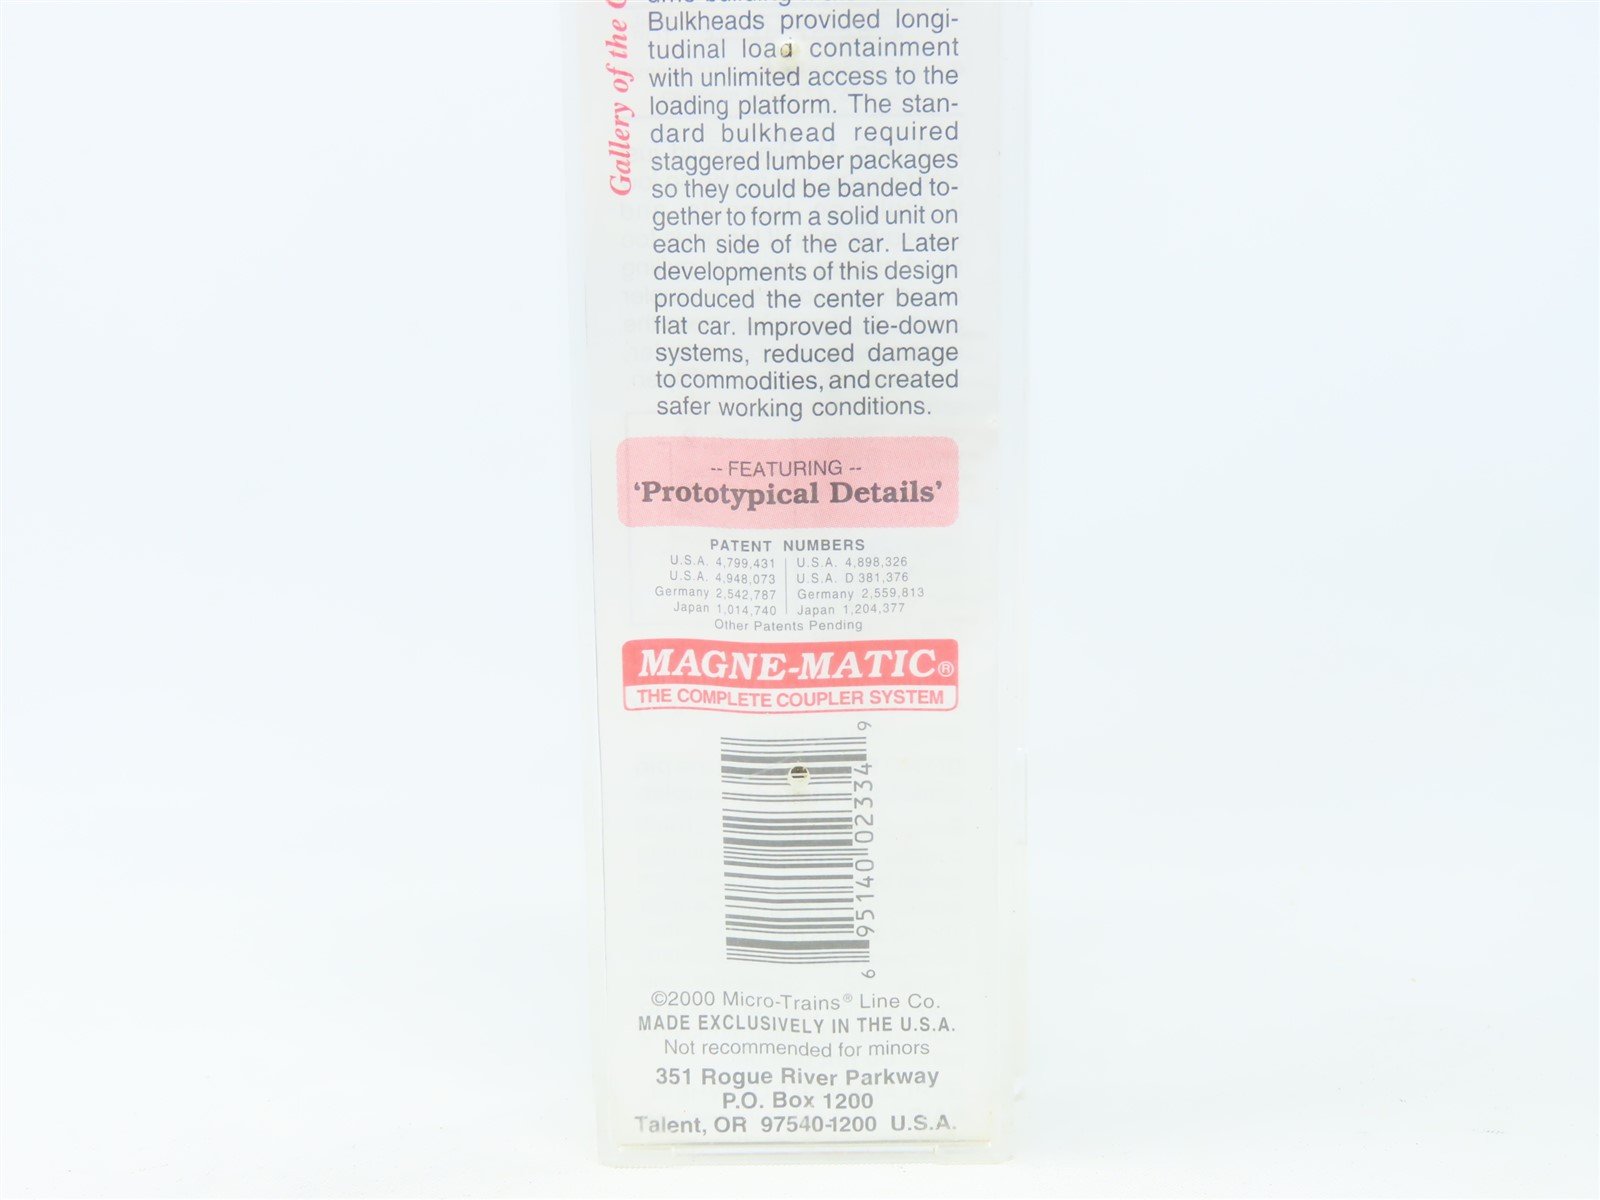 Gallery of the
building
Bulkheads provided longi-
tudinal load containment
with unlimited access to the
loading platform. The stan-
dard bulkhead required
staggered lumber packages
so they could be banded to-
gether to form a solid unit on
each side of the car. Later
developments of this design
produced the center beam
flat car. Improved tie-down
systems, reduced damage
to commodities, and created
safer working conditions.
-- FEATURING --
‘Prototypical Details’
PATENT NUMBERS
U.S.A. 4,799,431 | U.S.A. 4,898,326
U.S.A. 4,948,073 | U.S.A. D 381,376
Germany 2,542,787 | Germany 2,559,813
Japan 1,014,740 | Japan 1,204,377
Other Patents Pending
MAGNE-MATIC®
THE COMPLETE COUPLER SYSTEM
6 95140 02334 9
©2000 Micro-Trains® Line Co.
MADE EXCLUSIVELY IN THE U.S.A.
Not recommended for minors
351 Rogue River Parkway
P.O. Box 1200
Talent, OR 97540-1200 U.S.A.